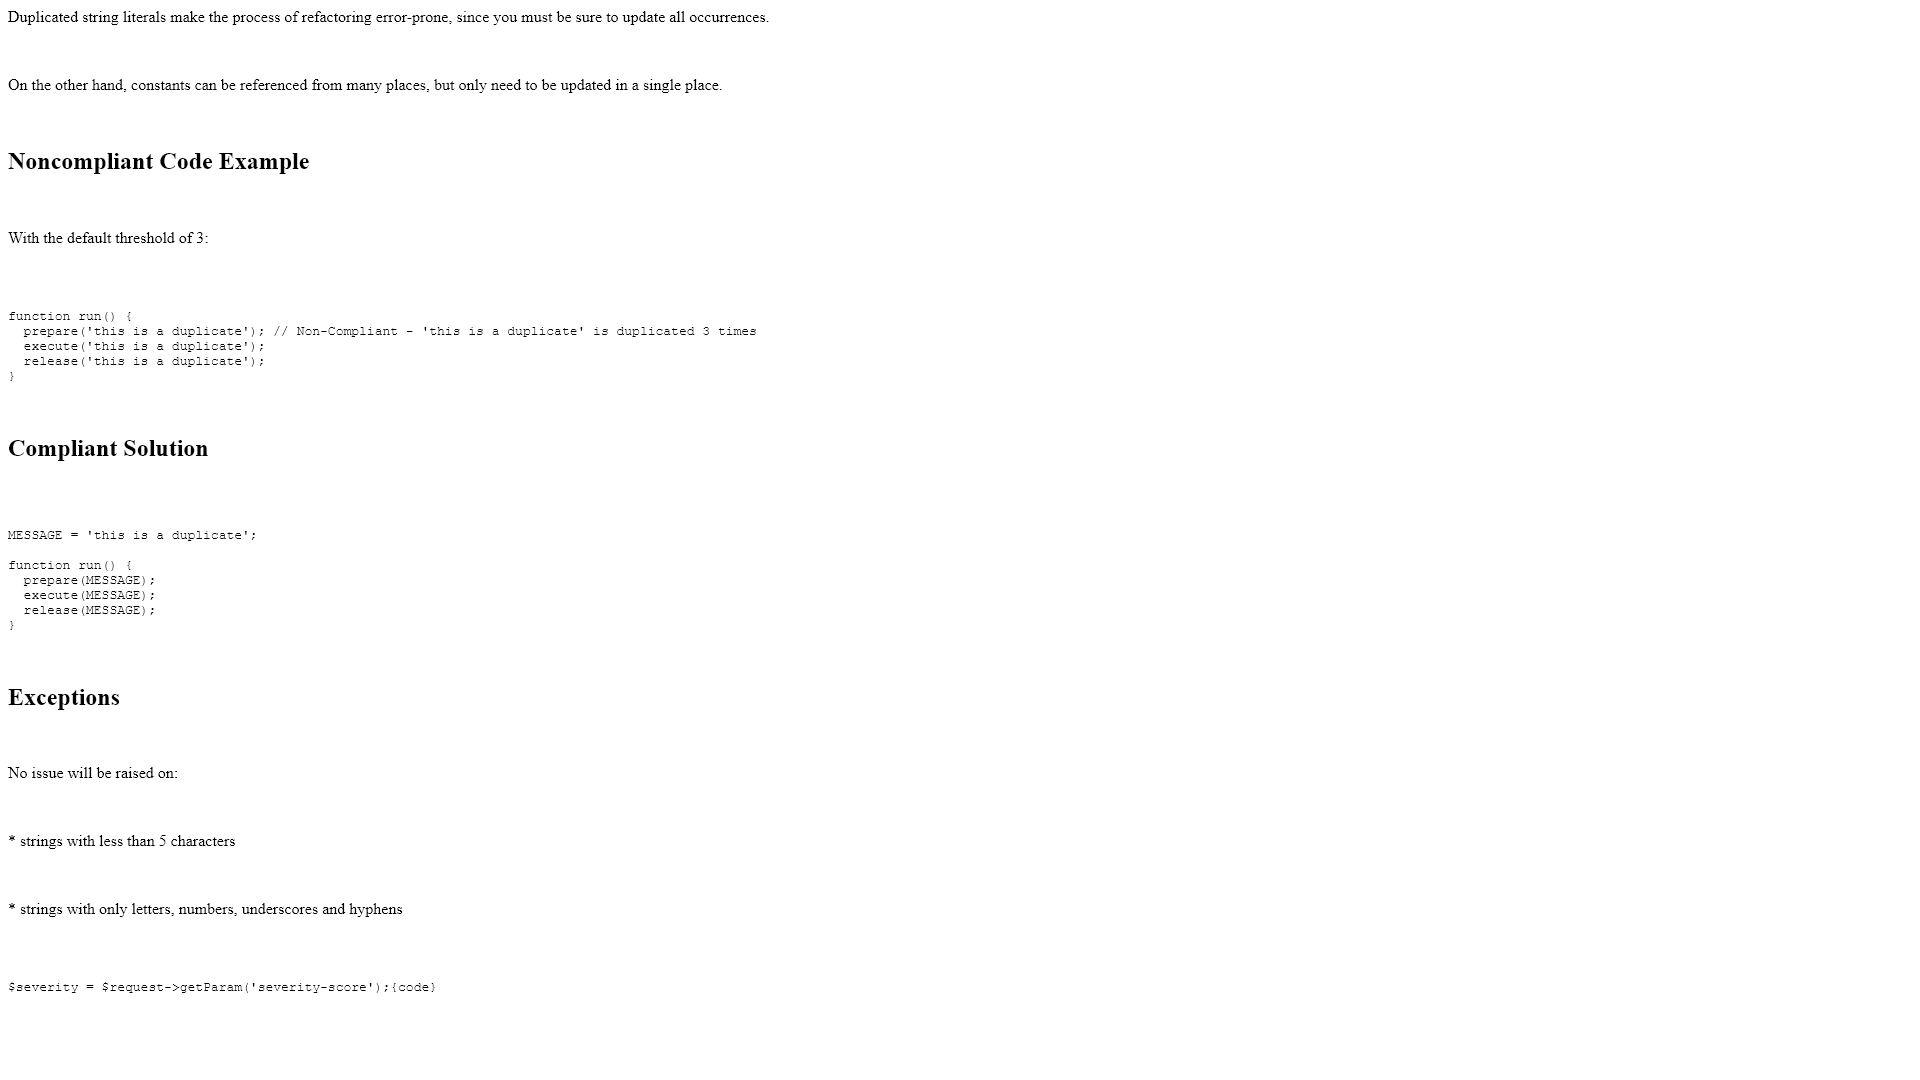 Duplicated string literals make the process of refactoring error-prone, since you must be sure to update all occurrences.
On the other hand, constants can be referenced from many places, but only need to be updated in a single place.
Noncompliant Code Example
With the default threshold of 3:
function run() {
  prepare('this is a duplicate'); // Non-Compliant - 'this is a duplicate' is duplicated 3 times
  execute('this is a duplicate');
  release('this is a duplicate');
}
Compliant Solution
MESSAGE = 'this is a duplicate';
function run() {
  prepare(MESSAGE);
  execute(MESSAGE);
  release(MESSAGE);
}
Exceptions
No issue will be raised on:
* strings with less than 5 characters
* strings with only letters, numbers, underscores and hyphens
$severity = $request->getParam('severity-score');{code}